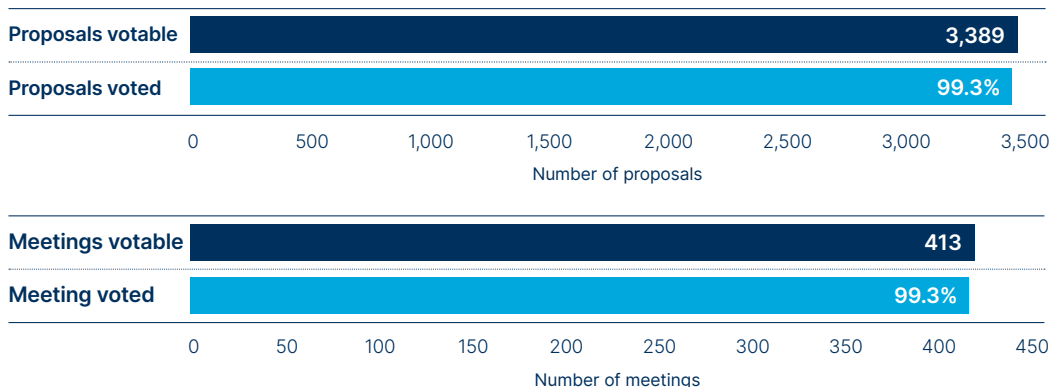 Proposals votable 3,389
Proposals voted 99.3%
0 500 1,000 1,500 2,000 2,500 3,000 3,500
Number of proposals
Meetings votable 413
Meeting voted 99.3%
0 50 100 150 200 250 300 350 400 450
Number of meetings